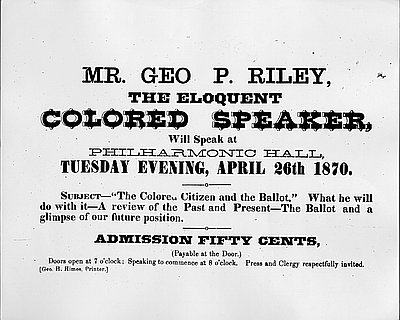 MR. GEO P. RILEY,
THE ELOQUENT
COLORED SPEAKER,
Will Speak at
PHILHARMONIC HALL,
TUESDAY EVENING, APRIL 26th 1870.
SUBJECT—"The Colored Citizen and the Ballot." What he will
do with it—A review of the Past and Present—The Ballot and a
glimpse of our future position.
ADMISSION FIFTY CENTS,
(Payable at the Door.)
Doors open at 7 o'clock; Speaking to commence at 8 o'clock. Press and Clergy respectfully invited.
(Geo. H. Himes, Printer.)